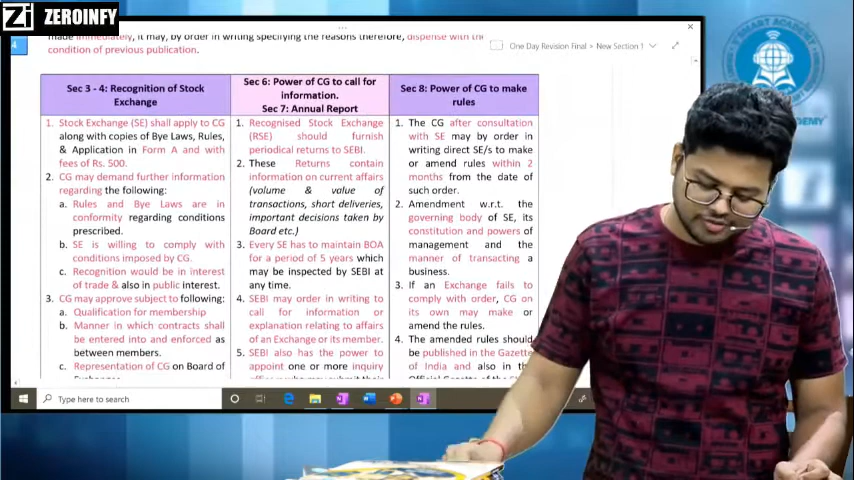 Zi ZEROINFY
made immediately, it may, by order in writing specifying the reasons therefore, dispense with the
condition of previous publication.
One Day Revision Final > New Section 1
Sec 3 - 4: Recognition of Stock
Exchange
1. Stock Exchange (SE) shall apply to CG
along with copies of Bye Laws, Rules,
& Application in Form A and with
fees of Rs. 500.
2. CG may demand further information
regarding the following:
a. Rules and Bye Laws are in
conformity regarding conditions
prescribed.
b. SE is willing to comply with
conditions imposed by CG.
c. Recognition would be in interest
of trade & also in public interest.
3. CG may approve subject to following:
a. Qualification for membership
b. Manner in which contracts shall
be entered into and enforced as
between members.
c. Representation of CG on Board of
Sec 6: Power of CG to call for
information.
Sec 7: Annual Report
1. Recognised Stock Exchange
(RSE) should furnish
periodical returns to SEBI.
2. These Returns contain
information on current affairs
(volume & value of
transactions, short deliveries,
important decisions taken by
Board etc.)
3. Every SE has to maintain BOA
for a period of 5 years which
may be inspected by SEBI at
any time.
4. SEBI may order in writing to
call for information or
explanation relating to affairs
of an Exchange or its member.
5. SEBI also has the power to
appoint one or more inquiry
Sec 8: Power of CG to make
rules
1. The CG after consultation
with SE may by order in
writing direct SE/s to make
or amend rules within 2
months from the date of
such order.
2. Amendment w.r.t. the
governing body of SE, its
constitution and powers of
management and the
manner of transacting a
business.
3. If an Exchange fails to
comply with order, CG on
its own may make or
amend the rules.
4. The amended rules should
be published in the Gazette
of India and also in the
Type here to search